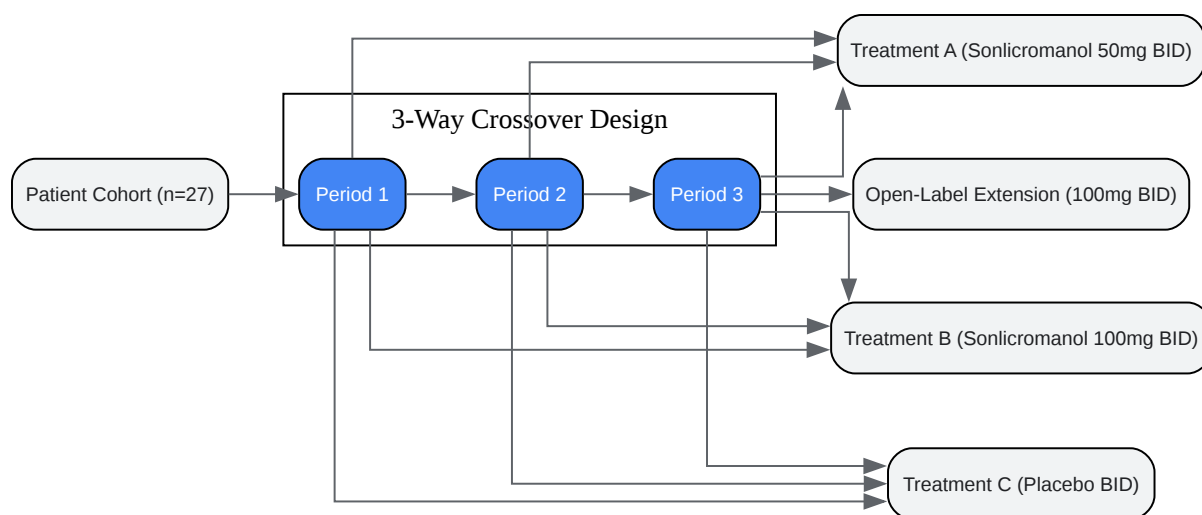 Treatment A (Sonlicromanol 50mg BID)
3-Way Crossover Design
Patient Cohort (n=27)
Period 1
Period 2
Period 3
Open-Label Extension (100mg BID)
Treatment B (Sonlicromanol 100mg BID)
Treatment C (Placebo BID)